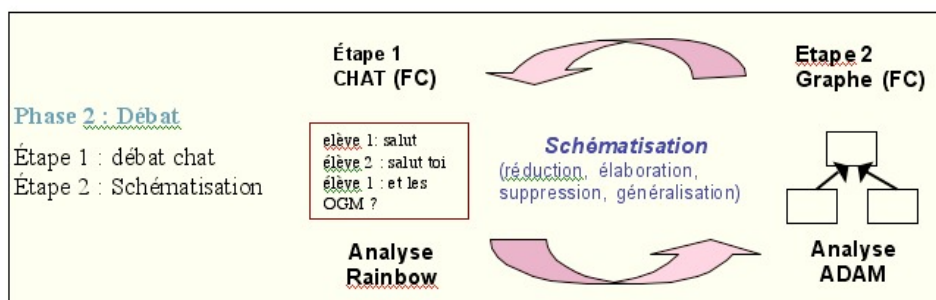 Phase 2 : Débat
Étape 1 : débat chat
Étape 2 : Schématisation
Étape 1
CHAT (FC)
elève 1: salut
élève 2 : salut toi
élève 1 : et les
OGM ?
Analyse
Rainbow
Schématisation
(réduction, élaboration,
suppression, généralisation)
Etape 2
Graphe (FC)
Analyse
ADAM